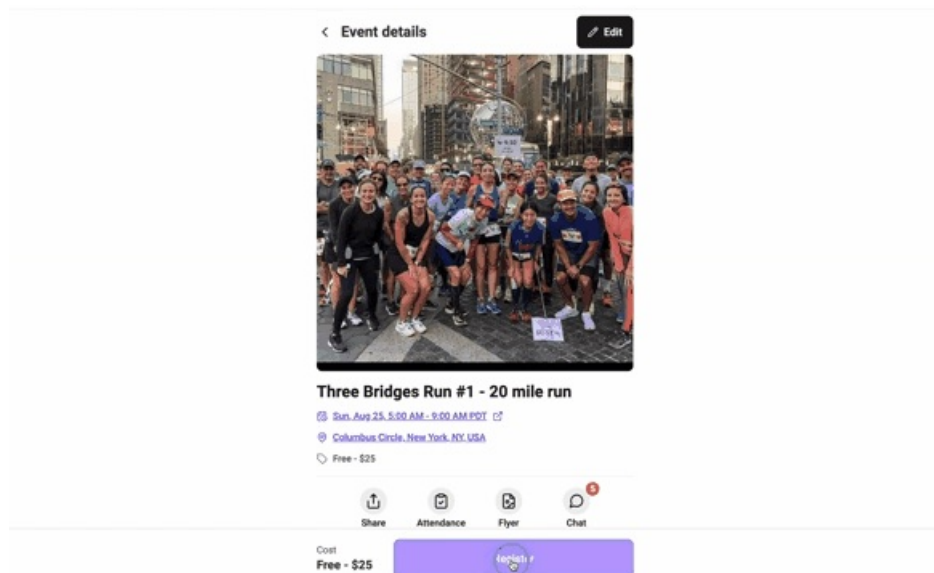 Event details
Edit
Three Bridges Run #1 - 20 mile run
Sun, Aug 25, 5:00 AM - 9:00 AM PDT
Columbus Circle, New York, NY, USA
Free - $25
5
Share Attendance Flyer Chat
Cost
Free - $25
Register